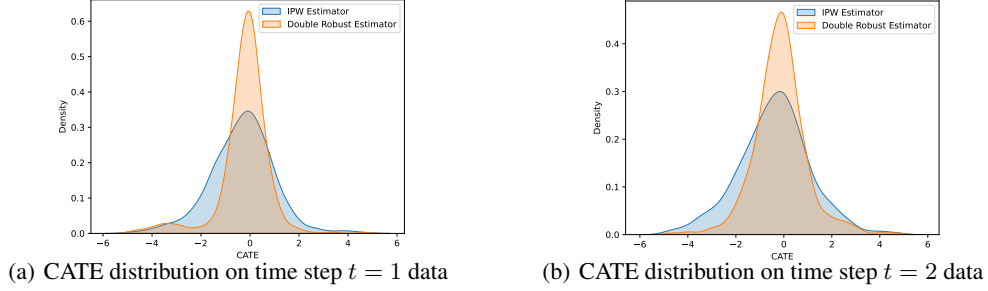 IPW Estimator
Double Robust Estimator
0.6
0.5
0.4
0.3
0.2
0.1
0.0
Density
−6 −4 −2 0 2 4 6
CATE
(a) CATE distribution on time step t = 1 data
IPW Estimator
Double Robust Estimator
0.4
0.3
0.2
0.1
0.0
Density
−6 −4 −2 0 2 4 6
CATE
(b) CATE distribution on time step t = 2 data